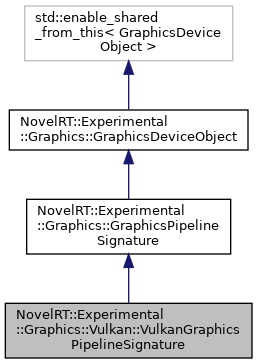 std::enable_shared
_from_this< GraphicsDevice
Object >
NovelRT::Experimental
::Graphics::GraphicsDeviceObject
NovelRT::Experimental
::Graphics::GraphicsPipeline
Signature
NovelRT::Experimental
::Graphics::Vulkan::VulkanGraphics
PipelineSignature